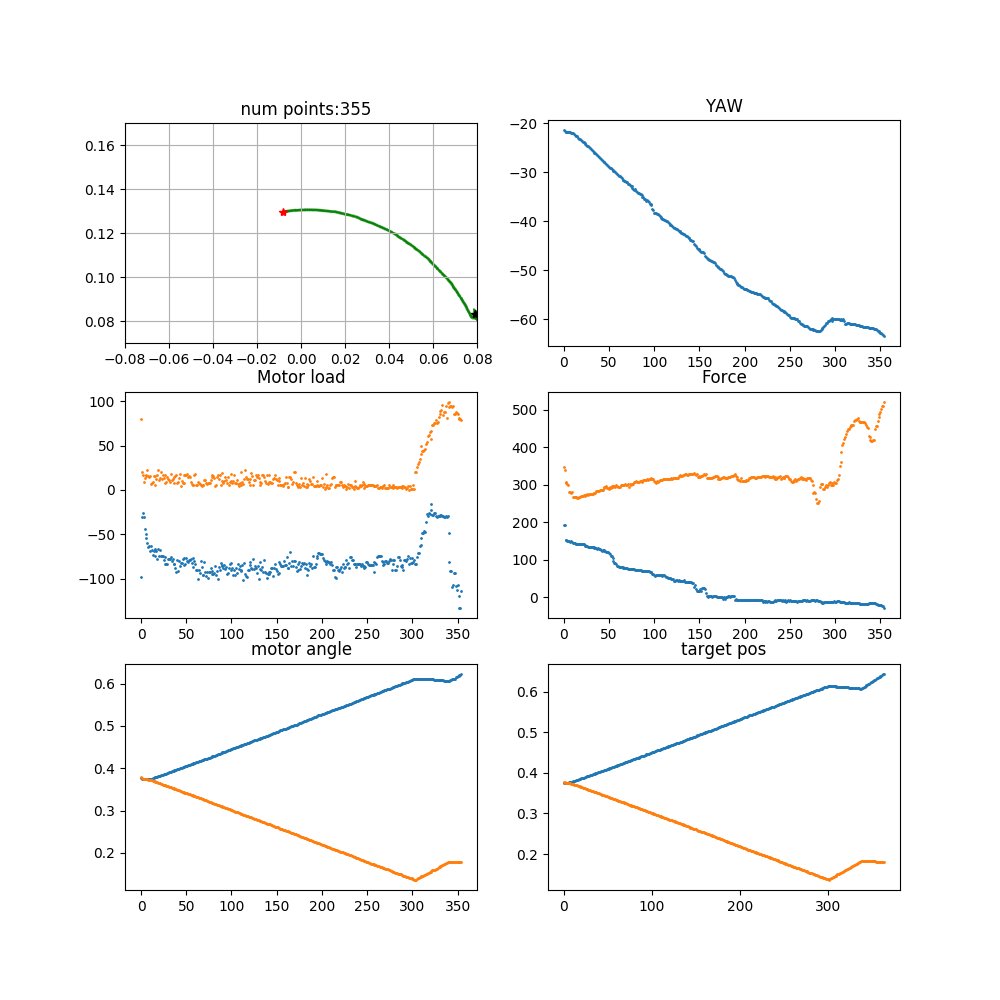 num points:355
0.16
0.14
0.12
0.10
0.08
−0.08 −0.06 −0.04 −0.02 0.00 0.02 0.04 0.06 0.08
YAW
−20
−30
−40
−50
−60
0 50 100 150 200 250 300 350
Motor load
100
50
0
−50
−100
0 50 100 150 200 250 300 350
Force
500
400
300
200
100
0
0 50 100 150 200 250 300 350
motor angle
0.6
0.5
0.4
0.3
0.2
0 50 100 150 200 250 300 350
target pos
0.6
0.5
0.4
0.3
0.2
0 100 200 300